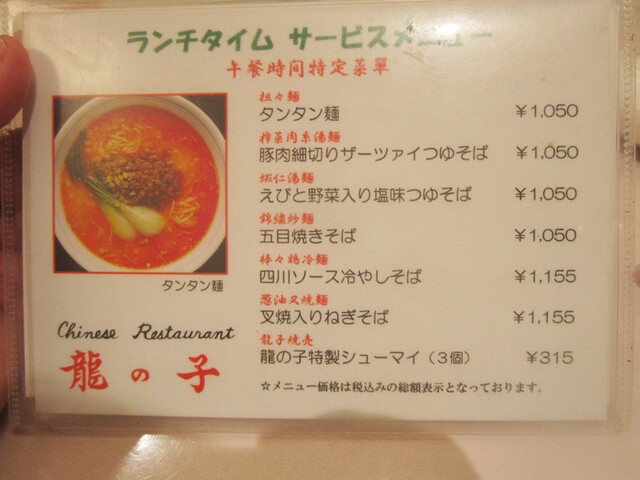 ランチタイム サービスメニュー
午餐時間特定菜單
担々麺
タンタン麺 ¥1,050
搾菜肉糸湯麺
豚肉細切りザーツァイつゆそば ¥1,050
蝦仁湯麺
えびと野菜入り塩味つゆそば ¥1,050
錦繍炒麺
五目焼きそば ¥1,050
棒々鶏冷麺
四川ソース冷やしそば ¥1,155
葱油叉焼麺
叉焼入りねぎそば ¥1,155
龍子焼売
龍の子特製シューマイ（3個） ¥315
☆メニュー価格は税込みの総額表示となっております。
タンタン麺
Chinese Restaurant
龍の子